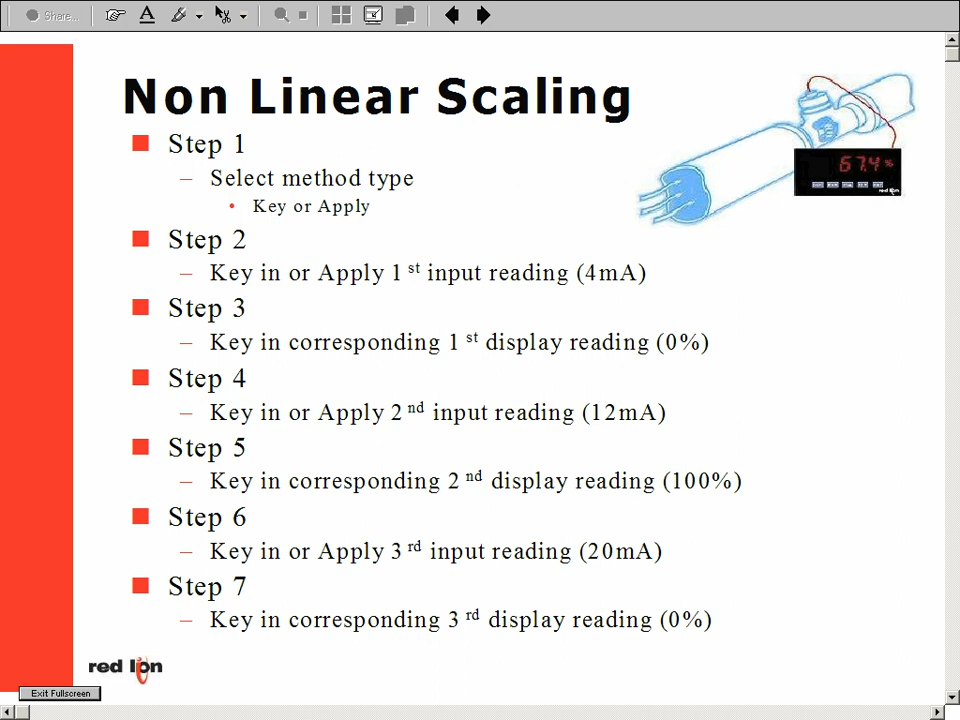 Share...
A
Non Linear Scaling
Step 1
– Select method type
• Key or Apply
Step 2
– Key in or Apply 1 st input reading (4mA)
Step 3
– Key in corresponding 1 st display reading (0%)
Step 4
– Key in or Apply 2 nd input reading (12mA)
Step 5
– Key in corresponding 2 nd display reading (100%)
Step 6
– Key in or Apply 3 rd input reading (20mA)
Step 7
– Key in corresponding 3 rd display reading (0%)
67.4 %
red lion
red lion
Exit Fullscreen